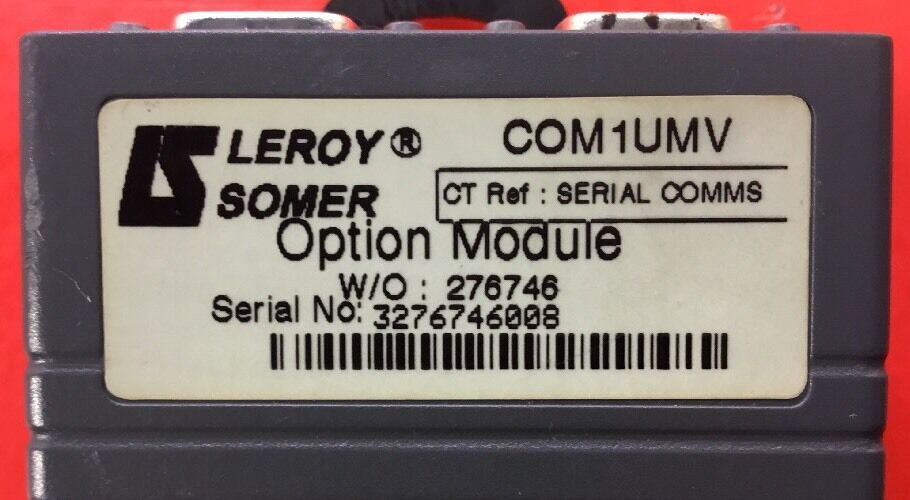 LEROY®
SOMER
COM1UMV
CT Ref : SERIAL COMMS
Option Module
W/O : 276746
Serial No: 3276746008